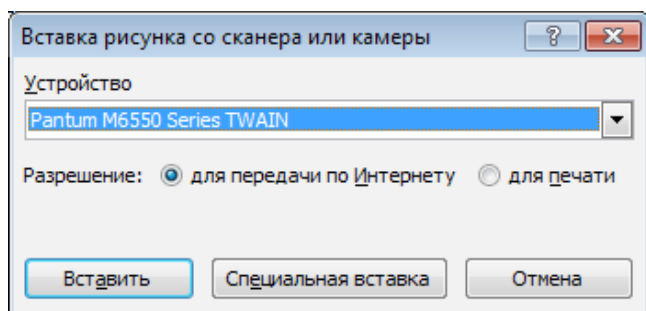 Вставка рисунка со сканера или камеры
Устройство
Pantum M6550 Series TWAIN
Разрешение: для передачи по Интернету для печати
Вставить Специальная вставка Отмена